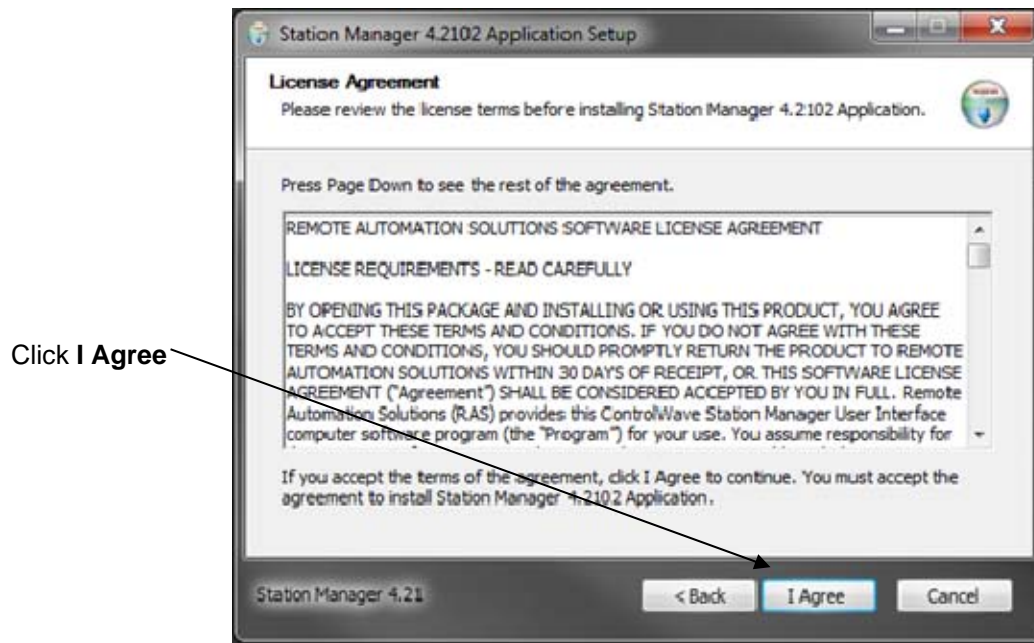 Station Manager 4.2102 Application Setup
License Agreement
Please review the license terms before installing Station Manager 4.2102 Application.
Press Page Down to see the rest of the agreement.
REMOTE AUTOMATION SOLUTIONS SOFTWARE LICENSE AGREEMENT
LICENSE REQUIREMENTS - READ CAREFULLY
BY OPENING THIS PACKAGE AND INSTALLING OR USING THIS PRODUCT, YOU AGREE
TO ACCEPT THESE TERMS AND CONDITIONS. IF YOU DO NOT AGREE WITH THESE
TERMS AND CONDITIONS, YOU SHOULD PROMPTLY RETURN THE PRODUCT TO REMOTE
AUTOMATION SOLUTIONS WITHIN 30 DAYS OF RECEIPT, OR THIS SOFTWARE LICENSE
AGREEMENT ("Agreement") SHALL BE CONSIDERED ACCEPTED BY YOU IN FULL. Remote
Automation Solutions (RAS) provides this ControlWave Station Manager User Interface
computer software program (the "Program") for your use. You assume responsibility for
Click I Agree
If you accept the terms of the agreement, click I Agree to continue. You must accept the
agreement to install Station Manager 4.2102 Application.
Station Manager 4.21
< Back
I Agree
Cancel